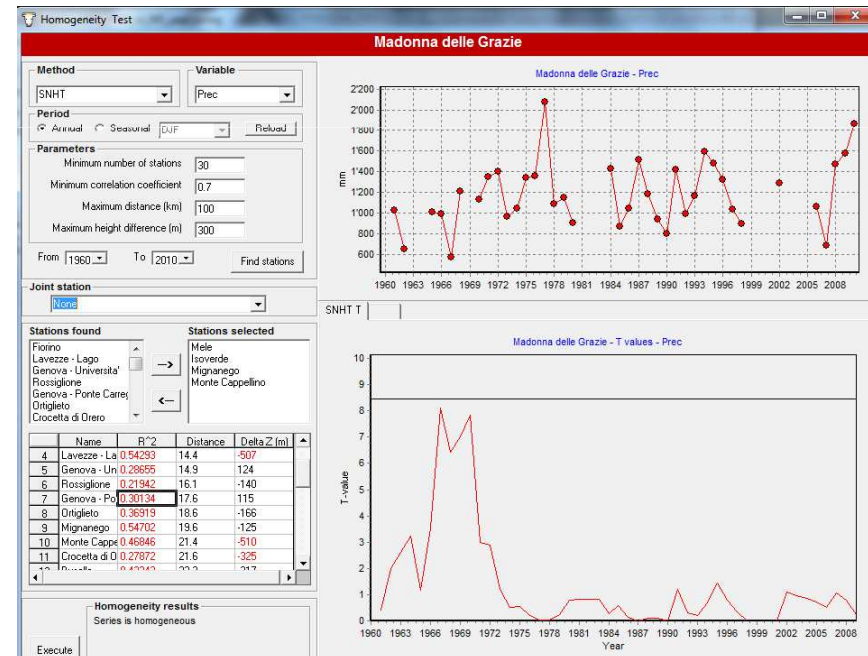 Homogeneity Test
Madonna delle Grazie
Method
Variable
SNHT
Prec
Period
Annual Seasonal DJF Reload
Parameters
Minimum number of stations 30
Minimum correlation coefficient 0.7
Maximum distance (km) 100
Maximum height difference (m) 300
From 1960 To 2010 Find stations
Joint station
None
Stations found
Fiorino
Lavezze - Lago
Genova - Universita'
Rossiglione
Genova - Ponte Carreg
Ortiglieto
Crocetta di Orero
-->
<--
Stations selected
Mele
Isoverde
Mignanego
Monte Cappellino
Name R^2 Distance Delta Z (m)
4 Lavezze - La 0.54293 14.4 -507
5 Genova - Un 0.28655 14.9 124
6 Rossiglione 0.21942 16.1 -140
7 Genova - Po 0.30134 17.6 115
8 Ortiglieto 0.36919 18.6 -166
9 Mignanego 0.54702 19.6 -125
10 Monte Cappe 0.46846 21.4 -510
11 Crocetta di O 0.27872 21.6 -325
Homogeneity results
Series is homogeneous
Execute
Madonna delle Grazie - Prec
2'200
2'000
1'800
1'600
1'400
1'200
1'000
800
600
mm
1960 1963 1966 1969 1972 1975 1978 1981 1984 1987 1990 1993 1996 1999 2002 2005 2008
SNHT T
Madonna delle Grazie - T values - Prec
10
9
8
7
6
5
4
3
2
1
0
T-value
1960 1963 1966 1969 1972 1975 1978 1981 1984 1987 1990 1993 1996 1999 2002 2005 2008
Year